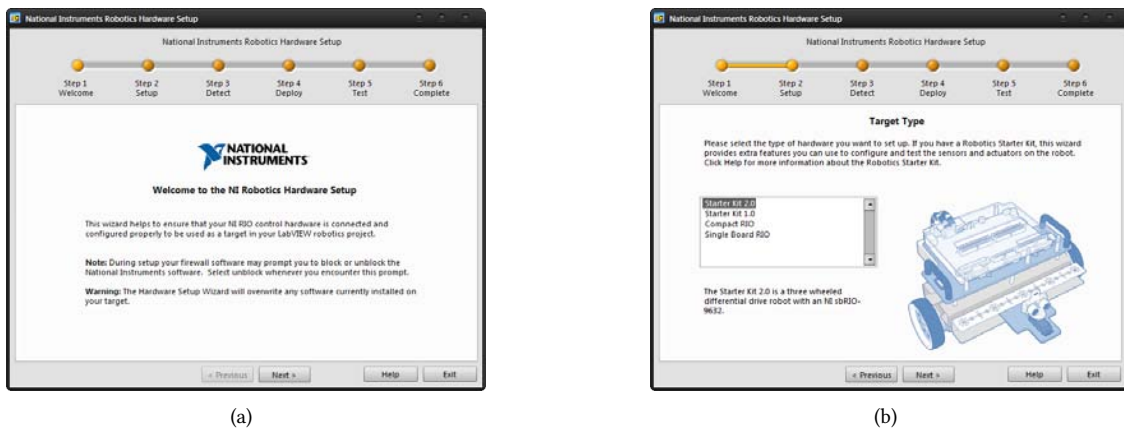 National Instruments Robotics Hardware Setup
National Instruments Robotics Hardware Setup
Step 1 Step 2 Step 3 Step 4 Step 5 Step 6
Welcome Setup Detect Deploy Test Complete
NATIONAL
INSTRUMENTS
Welcome to the NI Robotics Hardware Setup
This wizard helps to ensure that your NI RIO control hardware is connected and
configured properly to be used as a target in your LabVIEW robotics project.
Note: During setup your firewall software may prompt you to block or unblock the
National Instruments software. Select unblock whenever you encounter this prompt.
Warning: The Hardware Setup Wizard will overwrite any software currently installed on
your target.
« Previous Next » Help Exit
(a)
National Instruments Robotics Hardware Setup
National Instruments Robotics Hardware Setup
Step 1 Step 2 Step 3 Step 4 Step 5 Step 6
Welcome Setup Detect Deploy Test Complete
Target Type
Please select the type of hardware you want to set up. If you have a Robotics Starter Kit, this wizard
provides extra features you can use to configure and test the sensors and actuators on the robot.
Click Help for more information about the Robotics Starter Kit.
Starter Kit 2.0
Starter Kit 1.0
Compact RIO
Single Board RIO
The Starter Kit 2.0 is a three wheeled
differential drive robot with an NI sbRIO-
9632.
« Previous Next » Help Exit
(b)